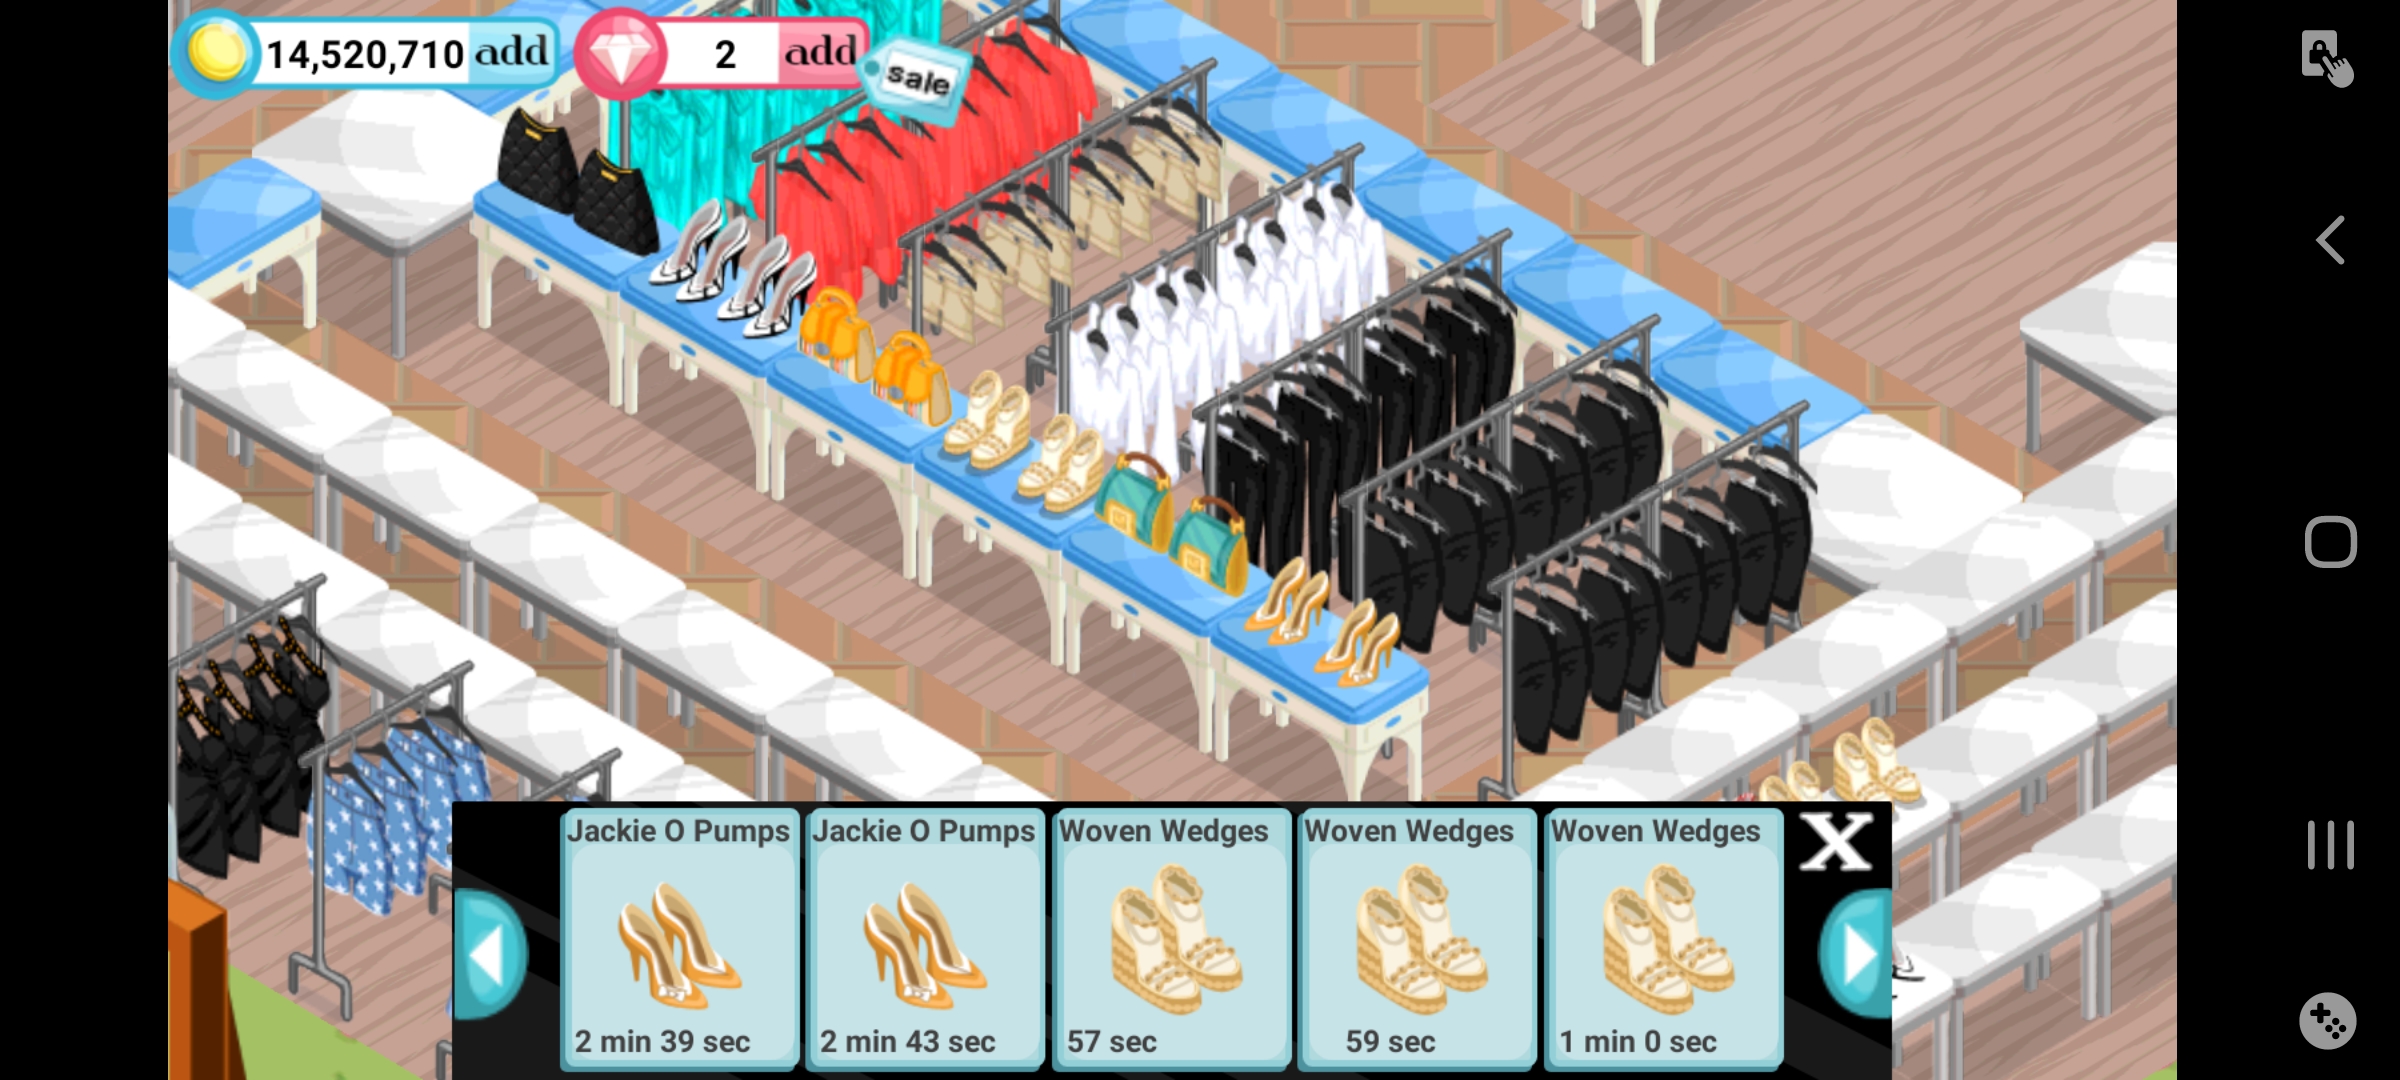 14,520,710 add 2 add
sale
Jackie O Pumps Jackie O Pumps Woven Wedges Woven Wedges Woven Wedges
X
2 min 39 sec 2 min 43 sec 57 sec 59 sec 1 min 0 sec